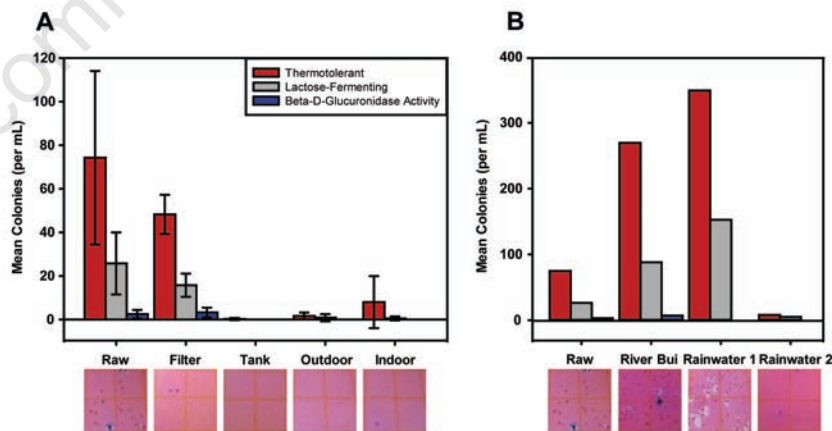 A
120
100
80
60
40
20
0
Mean Colonies (per mL)
Thermotolerant
Lactose-Fermenting
Beta-D-Glucuronidase Activity
Raw Filter Tank Outdoor Indoor
B
400
300
200
100
0
Mean Colonies (per mL)
Raw River Bui Rainwater 1 Rainwater 2